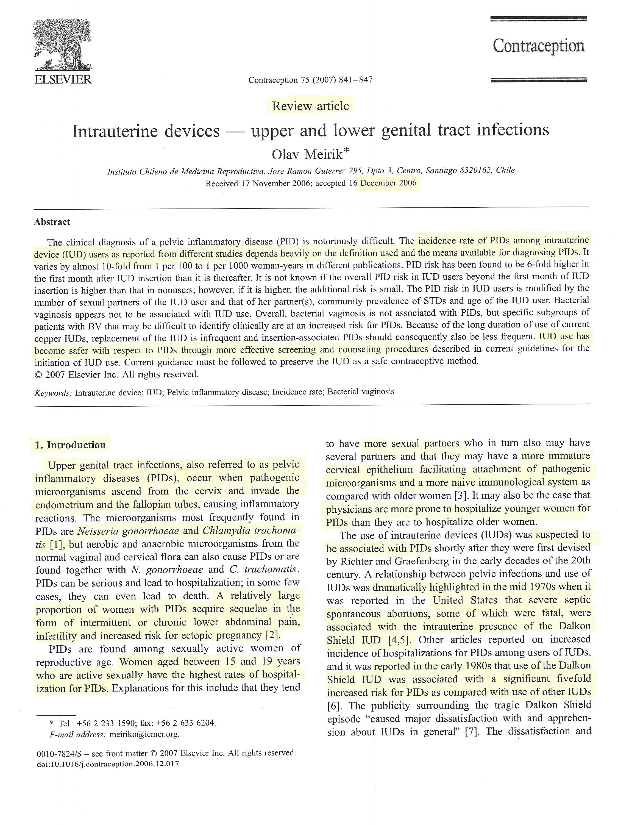 ELSEVIER
Contraception
Contraception 75 (2007) 841–847
Review article
Intrauterine devices — upper and lower genital tract infections
Olav Meirik*
Instituto Chileno de Medicina Reproductiva, Jose Ramon Guterrez 295, Dpto 3, Centro, Santiago 8320162, Chile
Received 17 November 2006; accepted 16 December 2006
Abstract
The clinical diagnosis of a pelvic inflammatory disease (PID) is notoriously difficult. The incidence rate of PIDs among intrauterine
device (IUD) users as reported from different studies depends heavily on the definition used and the means available for diagnosing PIDs. It
varies by almost 10-fold from 1 per 100 to 1 per 1000 woman-years in different publications. PID risk has been found to be 6-fold higher in
the first month after IUD insertion than it is thereafter. It is not known if the overall PID risk in IUD users beyond the first month of IUD
insertion is higher than that in nonusers; however, if it is higher, the additional risk is small. The PID risk in IUD users is modified by the
number of sexual partners of the IUD user and that of her partner(s), community prevalence of STDs and age of the IUD user. Bacterial
vaginosis appears not to be associated with IUD use. Overall, bacterial vaginosis is not associated with PIDs, but specific subgroups of
patients with BV that may be difficult to identify clinically are at an increased risk for PIDs. Because of the long duration of use of current
copper IUDs, replacement of the IUD is infrequent and insertion-associated PIDs should consequently also be less frequent. IUD use has
become safer with respect to PIDs through more effective screening and counseling procedures described in current guidelines for the
initiation of IUD use. Current guidance must be followed to preserve the IUD as a safe contraceptive method.
© 2007 Elsevier Inc. All rights reserved.
Keywords: Intrauterine device; IUD; Pelvic inflammatory disease; Incidence rate; Bacterial vaginosis
1. Introduction
Upper genital tract infections, also referred to as pelvic
inflammatory diseases (PIDs), occur when pathogenic
microorganisms ascend from the cervix and invade the
endometrium and the fallopian tubes, causing inflammatory
reactions. The microorganisms most frequently found in
PIDs are Neisseria gonorrhoeae and Chlamydia trachoma-
tis [1], but aerobic and anaerobic microorganisms from the
normal vaginal and cervical flora can also cause PIDs or are
found together with N. gonorrhoeae and C. trachomatis.
PIDs can be serious and lead to hospitalization; in some few
cases, they can even lead to death. A relatively large
proportion of women with PIDs acquire sequelae in the
form of intermittent or chronic lower abdominal pain,
infertility and increased risk for ectopic pregnancy [2].
PIDs are found among sexually active women of
reproductive age. Women aged between 15 and 19 years
who are active sexually have the highest rates of hospital-
ization for PIDs. Explanations for this include that they tend
* Tel.: +56 2 233 1590; fax: +56 2 633 6204.
E-mail address: meiriko@icmer.org.
0010-7824/$ – see front matter © 2007 Elsevier Inc. All rights reserved.
doi:10.1016/j.contraception.2006.12.017
to have more sexual partners who in turn also may have
several partners and that they may have a more immature
cervical epithelium facilitating attachment of pathogenic
microorganisms and a more naive immunological system as
compared with older women [3]. It may also be the case that
physicians are more prone to hospitalize younger women for
PIDs than they are to hospitalize older women.
The use of intrauterine devices (IUDs) was suspected to
be associated with PIDs shortly after they were first devised
by Richter and Graefenberg in the early decades of the 20th
century. A relationship between pelvic infections and use of
IUDs was dramatically highlighted in the mid 1970s when it
was reported in the United States that severe septic
spontaneous abortions, some of which were fatal, were
associated with the intrauterine presence of the Dalkon
Shield IUD [4,5]. Other articles reported on increased
incidence of hospitalizations for PIDs among users of IUDs,
and it was reported in the early 1980s that use of the Dalkon
Shield IUD was associated with a significant fivefold
increased risk for PIDs as compared with use of other IUDs
[6]. The publicity surrounding the tragic Dalkon Shield
episode “caused major dissatisfaction with and apprehen-
sion about IUDs in general” [7]. The dissatisfaction and